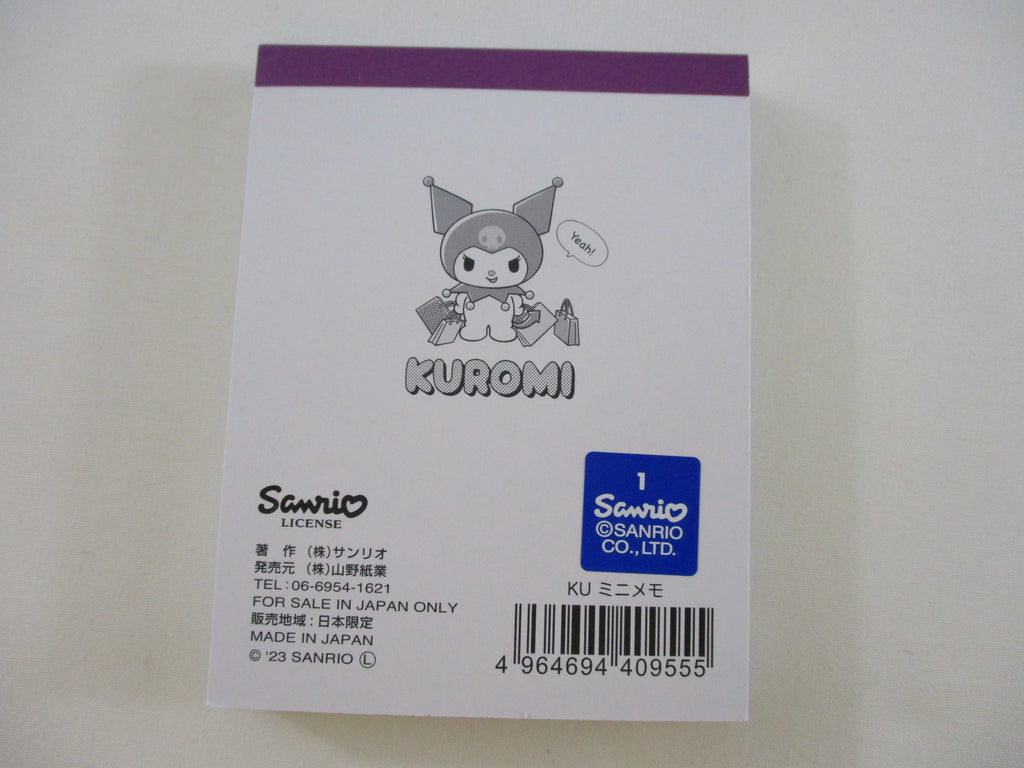 Yeah!
KUROMI
Sanrio
LICENSE
著 作 (株)サンリオ
発売元 (株)山野紙業
TEL:06-6954-1621
FOR SALE IN JAPAN ONLY
販売地域:日本限定
MADE IN JAPAN
© '23 SANRIO Ⓛ
1
Sanrio
©SANRIO
CO.,LTD.
KU ミニメモ
4 964694 409555